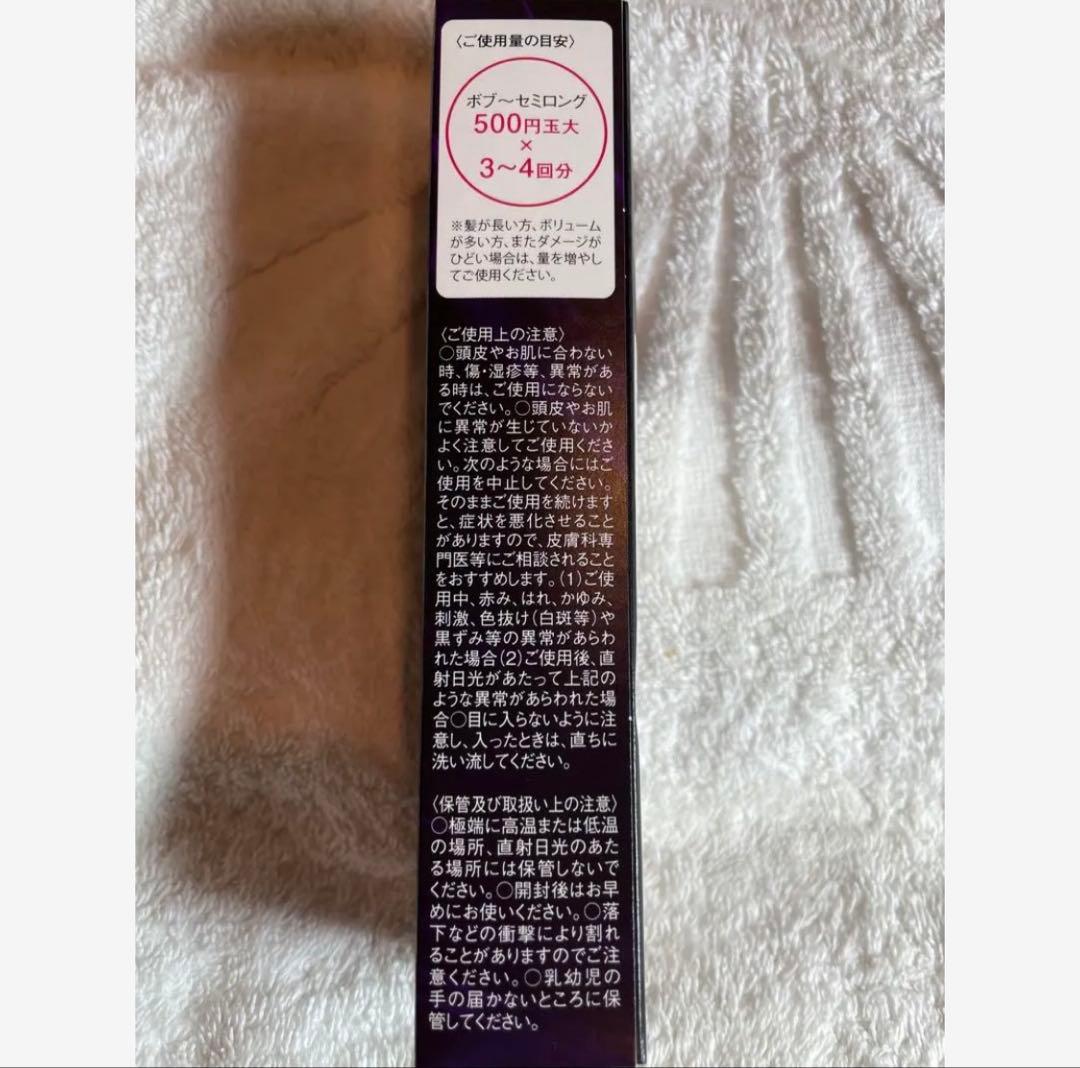 〈ご使用量の目安〉
ボブ～セミロング
500円玉大
×
3～4回分
※髪が長い方、ボリューム
が多い方、またダメージが
ひどい場合は、量を増やし
てご使用ください。
〈ご使用上の注意〉
○頭皮やお肌に合わない
時、傷・湿疹等、異常があ
る時は、ご使用にならない
でください。○頭皮やお肌
に異常が生じていないか
よく注意してご使用くださ
い。次のような場合にはご
使用を中止してください。
そのままご使用を続けます
と、症状を悪化させること
がありますので、皮膚科専
門医等にご相談されること
をおすすめします。（1）ご使
用中、赤み、はれ、かゆみ、
刺激、色抜け（白斑等）や
黒ずみ等の異常があらわ
れた場合（2）ご使用後、直
射日光があたって上記の
ような異常があらわれた場
合○目に入らないように注
意し、入ったときは、直ちに
洗い流してください。
〈保管及び取扱い上の注意〉
○極端に高温または低温
の場所、直射日光のあた
る場所には保管しないで
ください。○開封後はお早
めにお使いください。○落
下などの衝撃により割れ
ることがありますのでご注
意ください。○乳幼児の
手の届かないところに保
管してください。